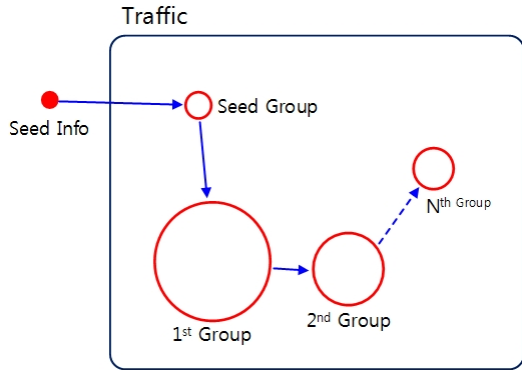 Traffic
Seed Info
Seed Group
Nth Group
1st Group
2nd Group